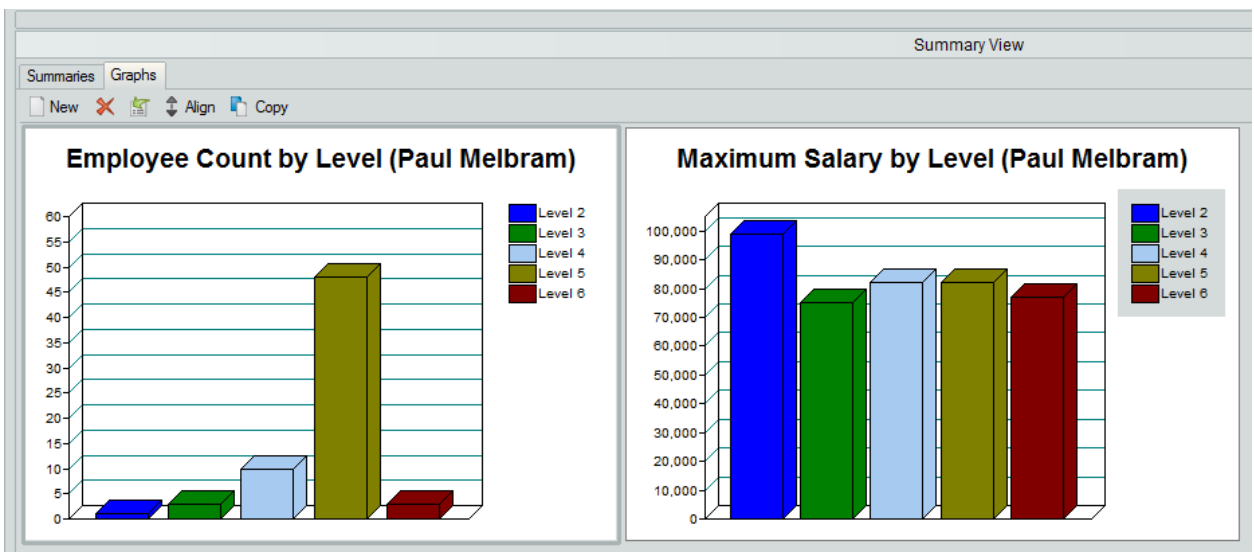 Summary View
Summaries Graphs
New Align Copy
Employee Count by Level (Paul Melbram)
60
55
50
45
40
35
30
25
20
15
10
5
0
Level 2
Level 3
Level 4
Level 5
Level 6
Maximum Salary by Level (Paul Melbram)
100,000
90,000
80,000
70,000
60,000
50,000
40,000
30,000
20,000
10,000
0
Level 2
Level 3
Level 4
Level 5
Level 6